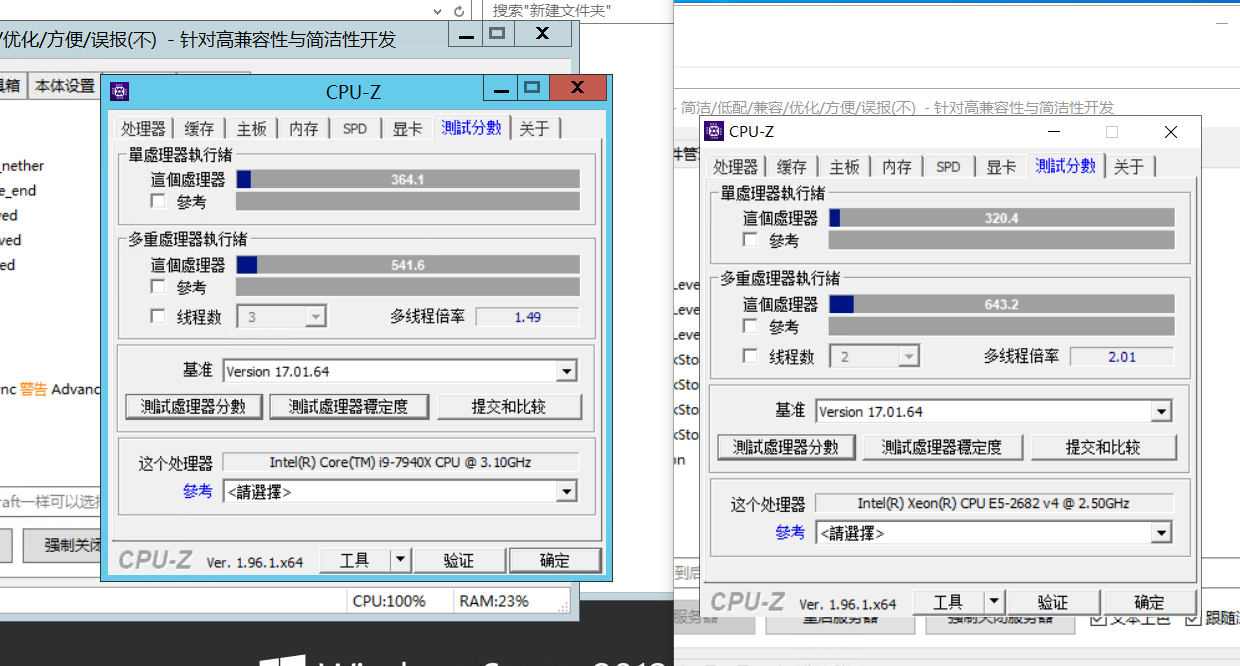 搜索"新建文件夹"
/优化/方便/误报(不) - 针对高兼容性与简洁性开发
具箱 本体设置
_nether
e_end
ved
ved
ed
nc 警告 Advanc
raft一样可以选择
强制关闭
CPU:100% RAM:23%
CPU-Z
处理器 缓存 主板 内存 SPD 显卡 測試分數 关于
單處理器執行緒
這個處理器 364.1
參考
多重處理器執行緒
這個處理器 541.6
參考
线程数 3 多线程倍率 1.49
基准 Version 17.01.64
測試處理器分數 測試處理器穩定度 提交和比较
这个处理器 Intel(R) Core(TM) i9-7940X CPU @ 3.10GHz
參考 <請選擇>
CPU-Z Ver. 1.96.1.x64 工具 验证 确定
- 简洁/低配/兼容/优化/方便/误报(不) - 针对高兼容性与简洁性开发
件管
CPU-Z
处理器 缓存 主板 内存 SPD 显卡 測試分數 关于
單處理器執行緒
這個處理器 320.4
參考
多重處理器執行緒
這個處理器 643.2
參考
线程数 2 多线程倍率 2.01
基准 Version 17.01.64
測試處理器分數 測試處理器穩定度 提交和比较
这个处理器 Intel(R) Xeon(R) CPU E5-2682 v4 @ 2.50GHz
參考 <請選擇>
CPU-Z Ver. 1.96.1.x64 工具 验证 确定
_Leve
_Leve
_Leve
xSto
xSto
xSto
xSto
on
到后
服务器 重启服务器 强制关闭服务器 文本上色 跟随